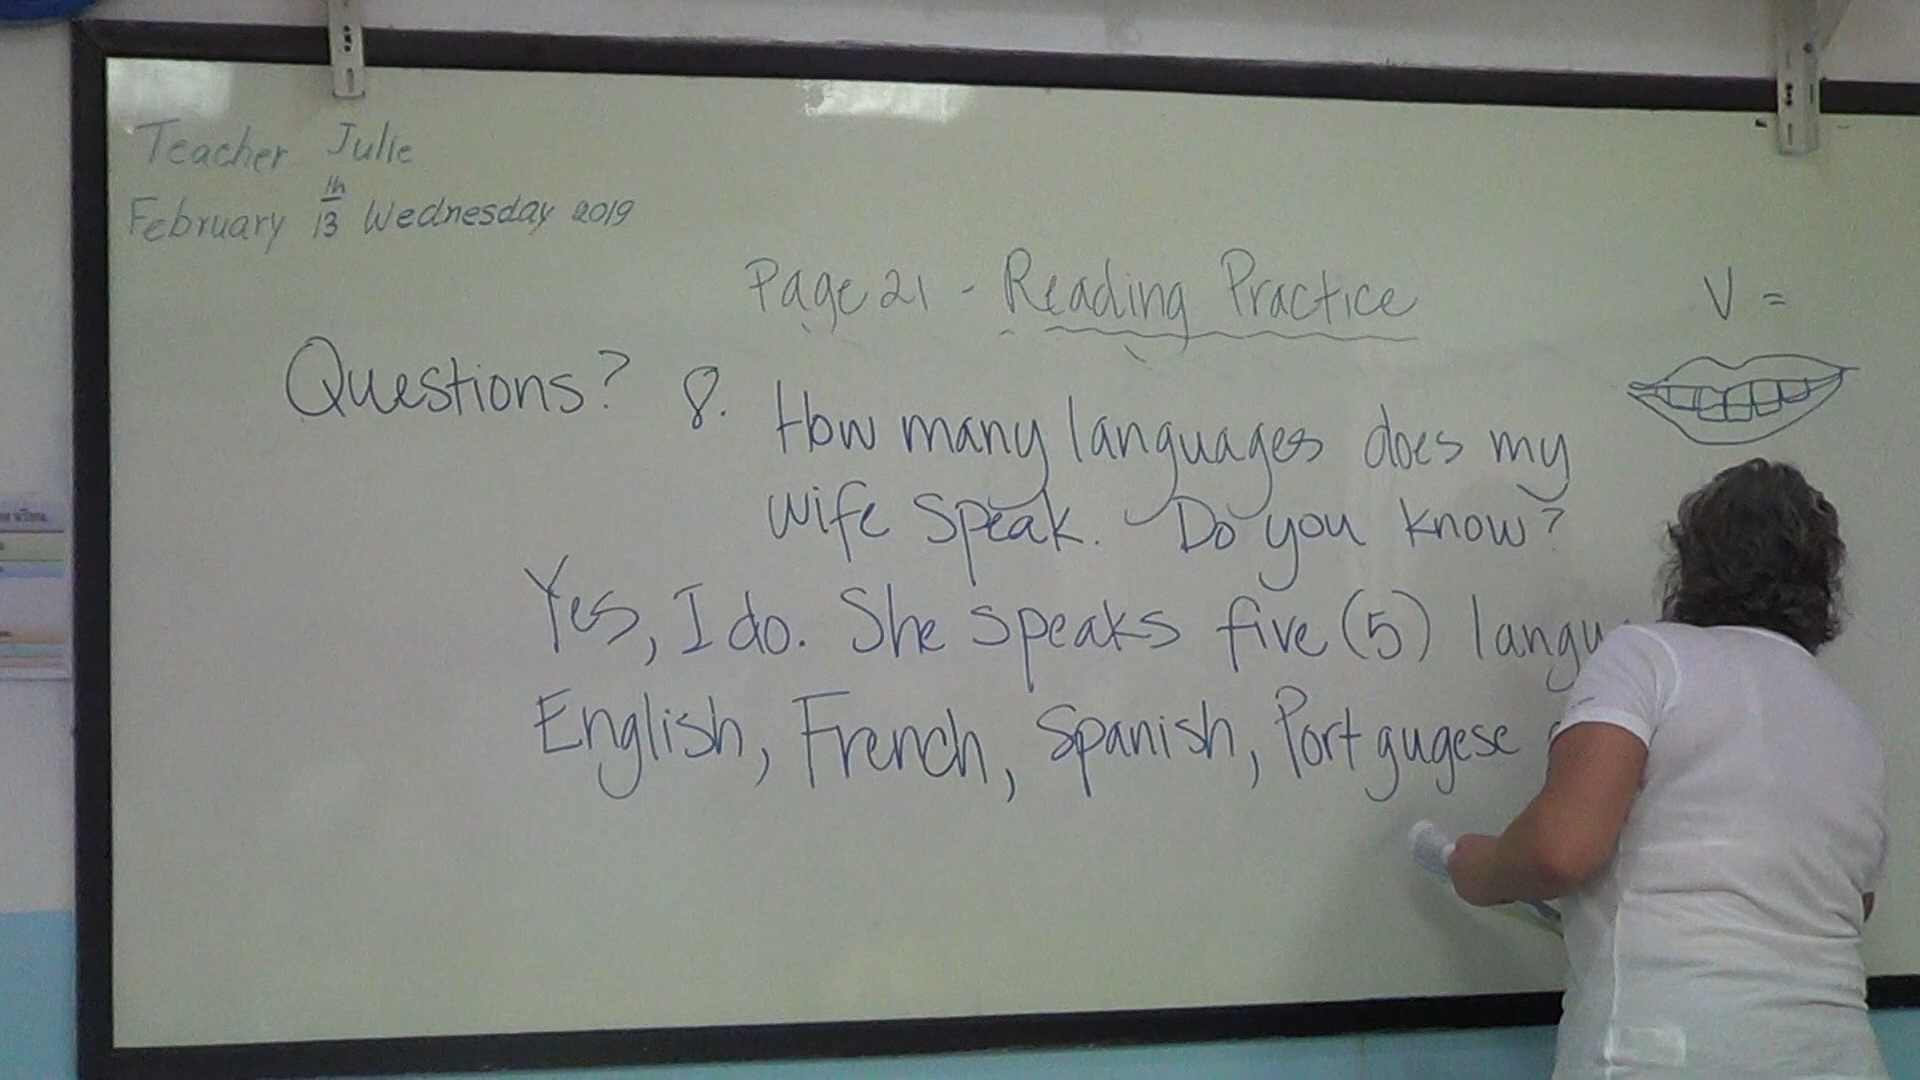 Teacher Julie
February 13th Wednesday 2019
Page 21 - Reading Practice
V =
Questions? 8. How many languages does my
wife speak. Do you know?
Yes, I do. She speaks five (5) langu
English, French, Spanish, Portgugese